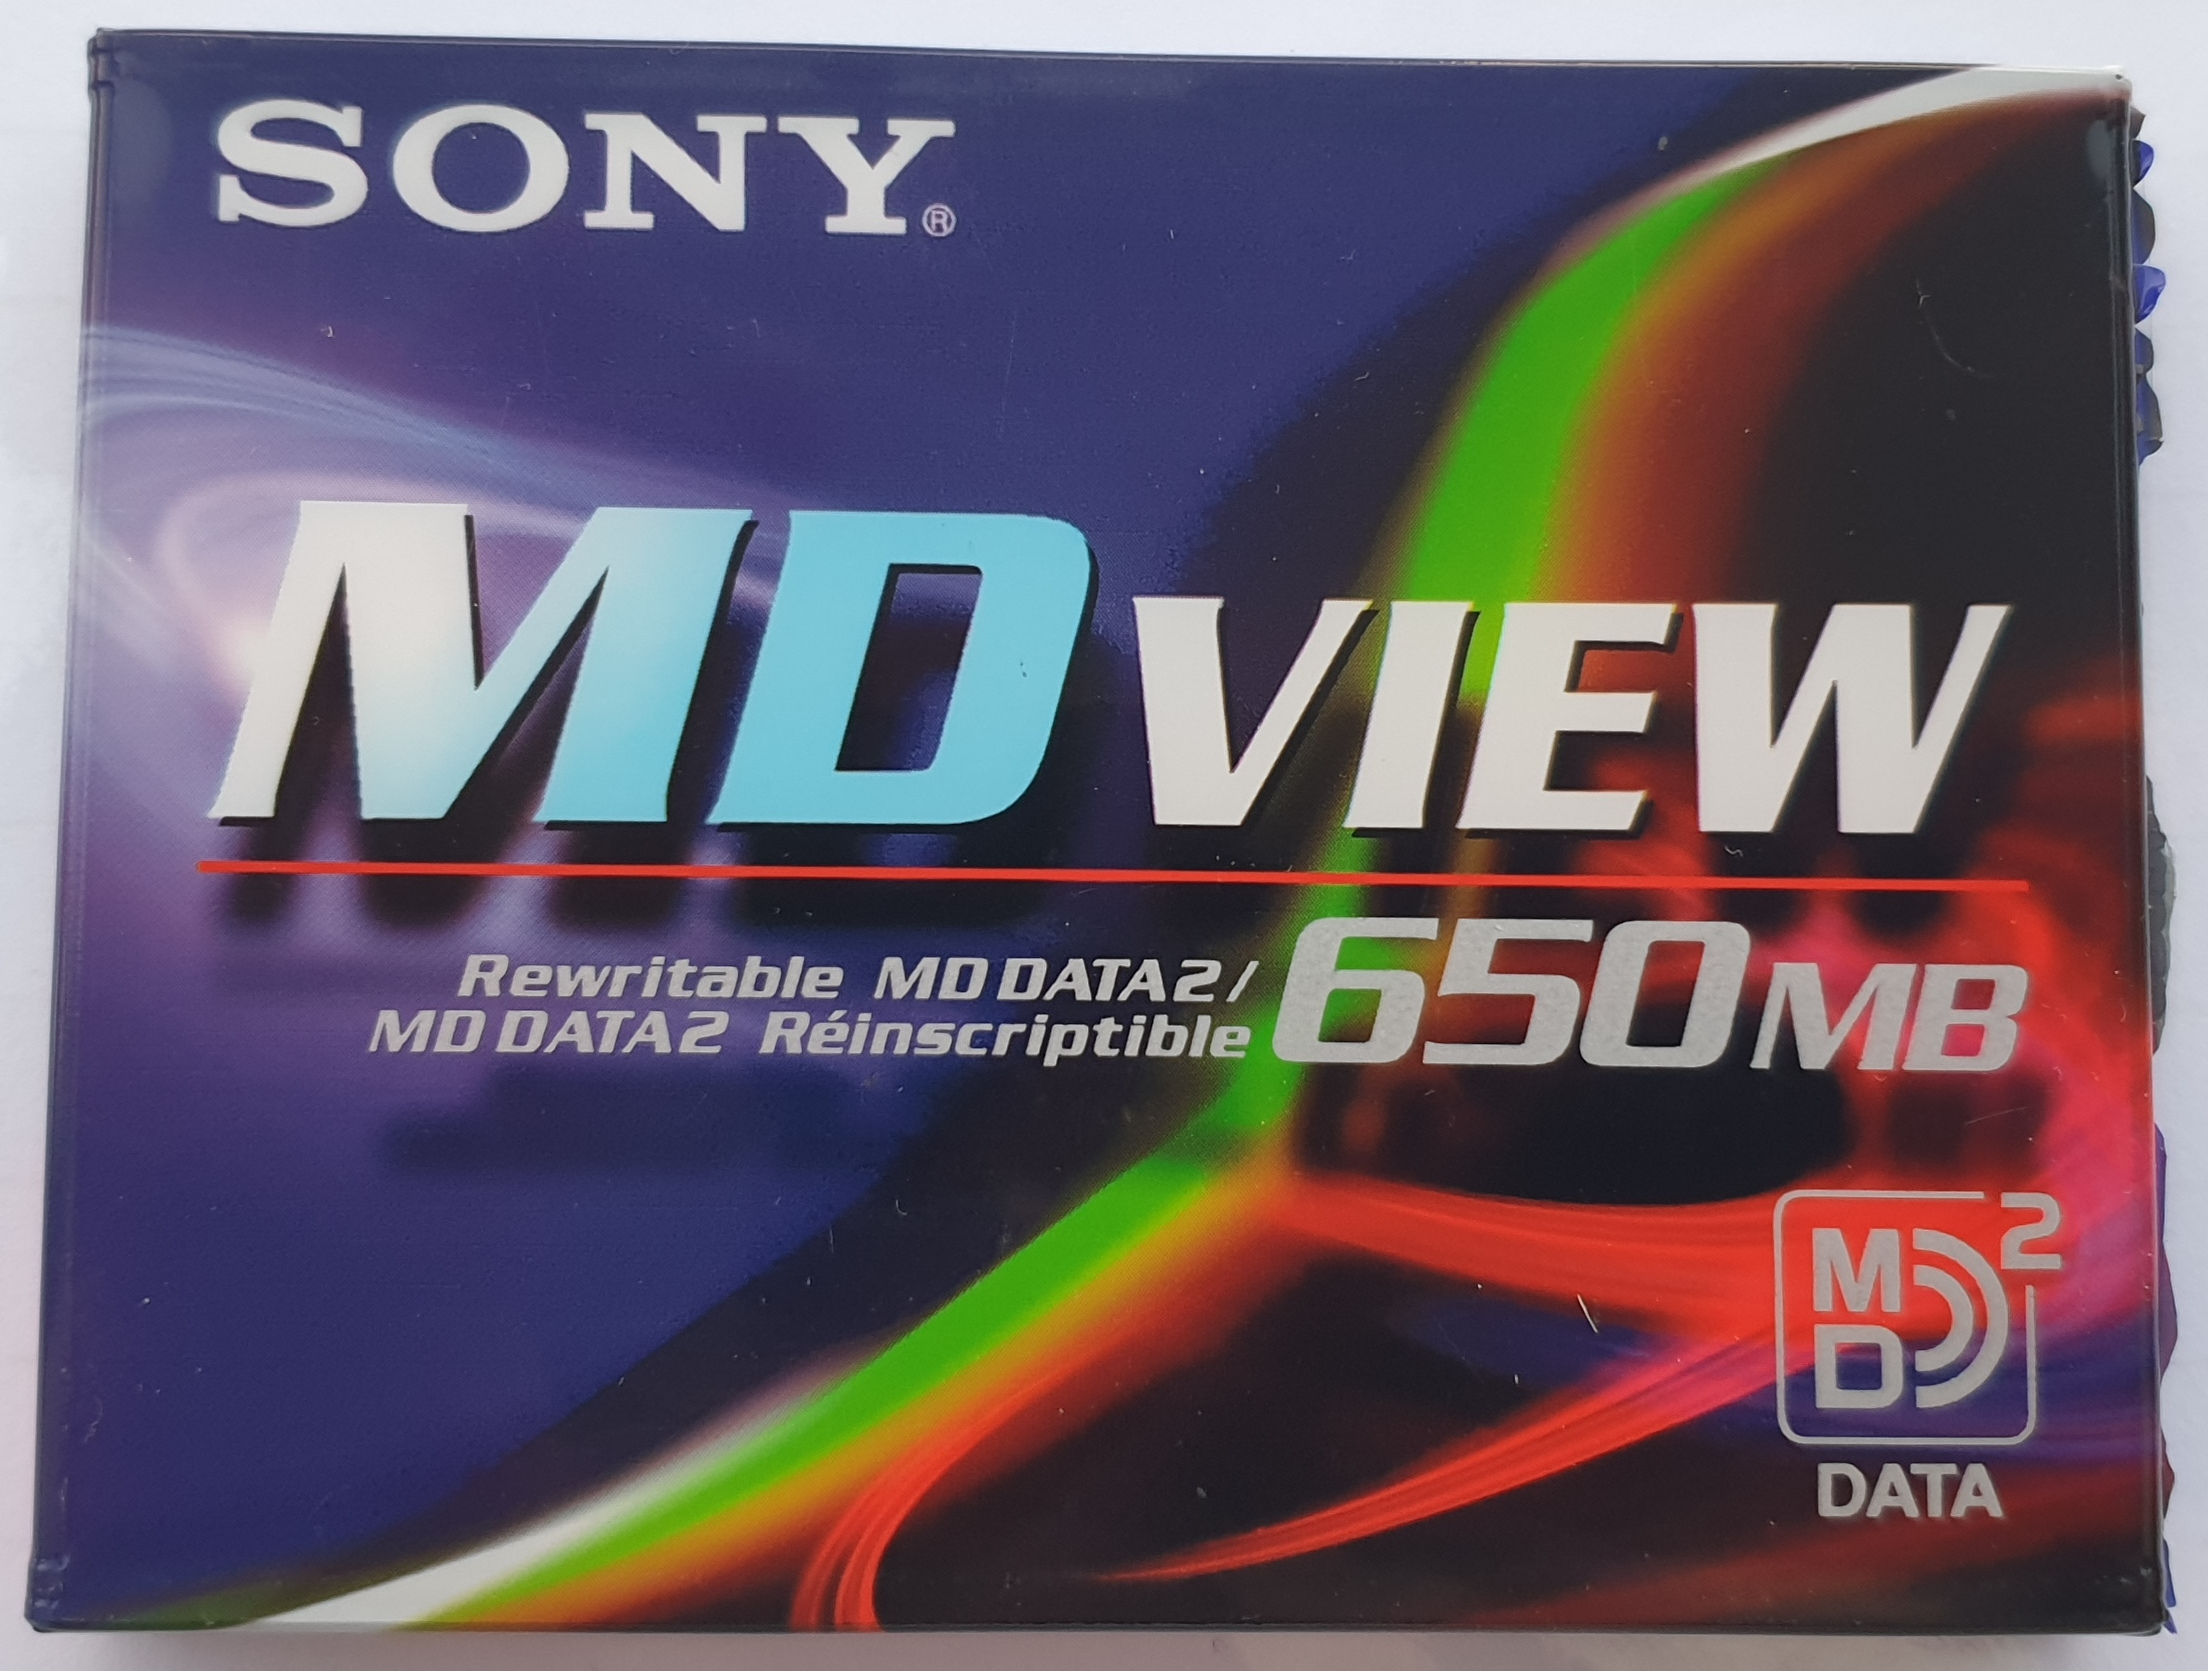 SONY®
MD VIEW
Rewritable MD DATA2/
MD DATA2 Réinscriptible
650MB
MD 2
DATA